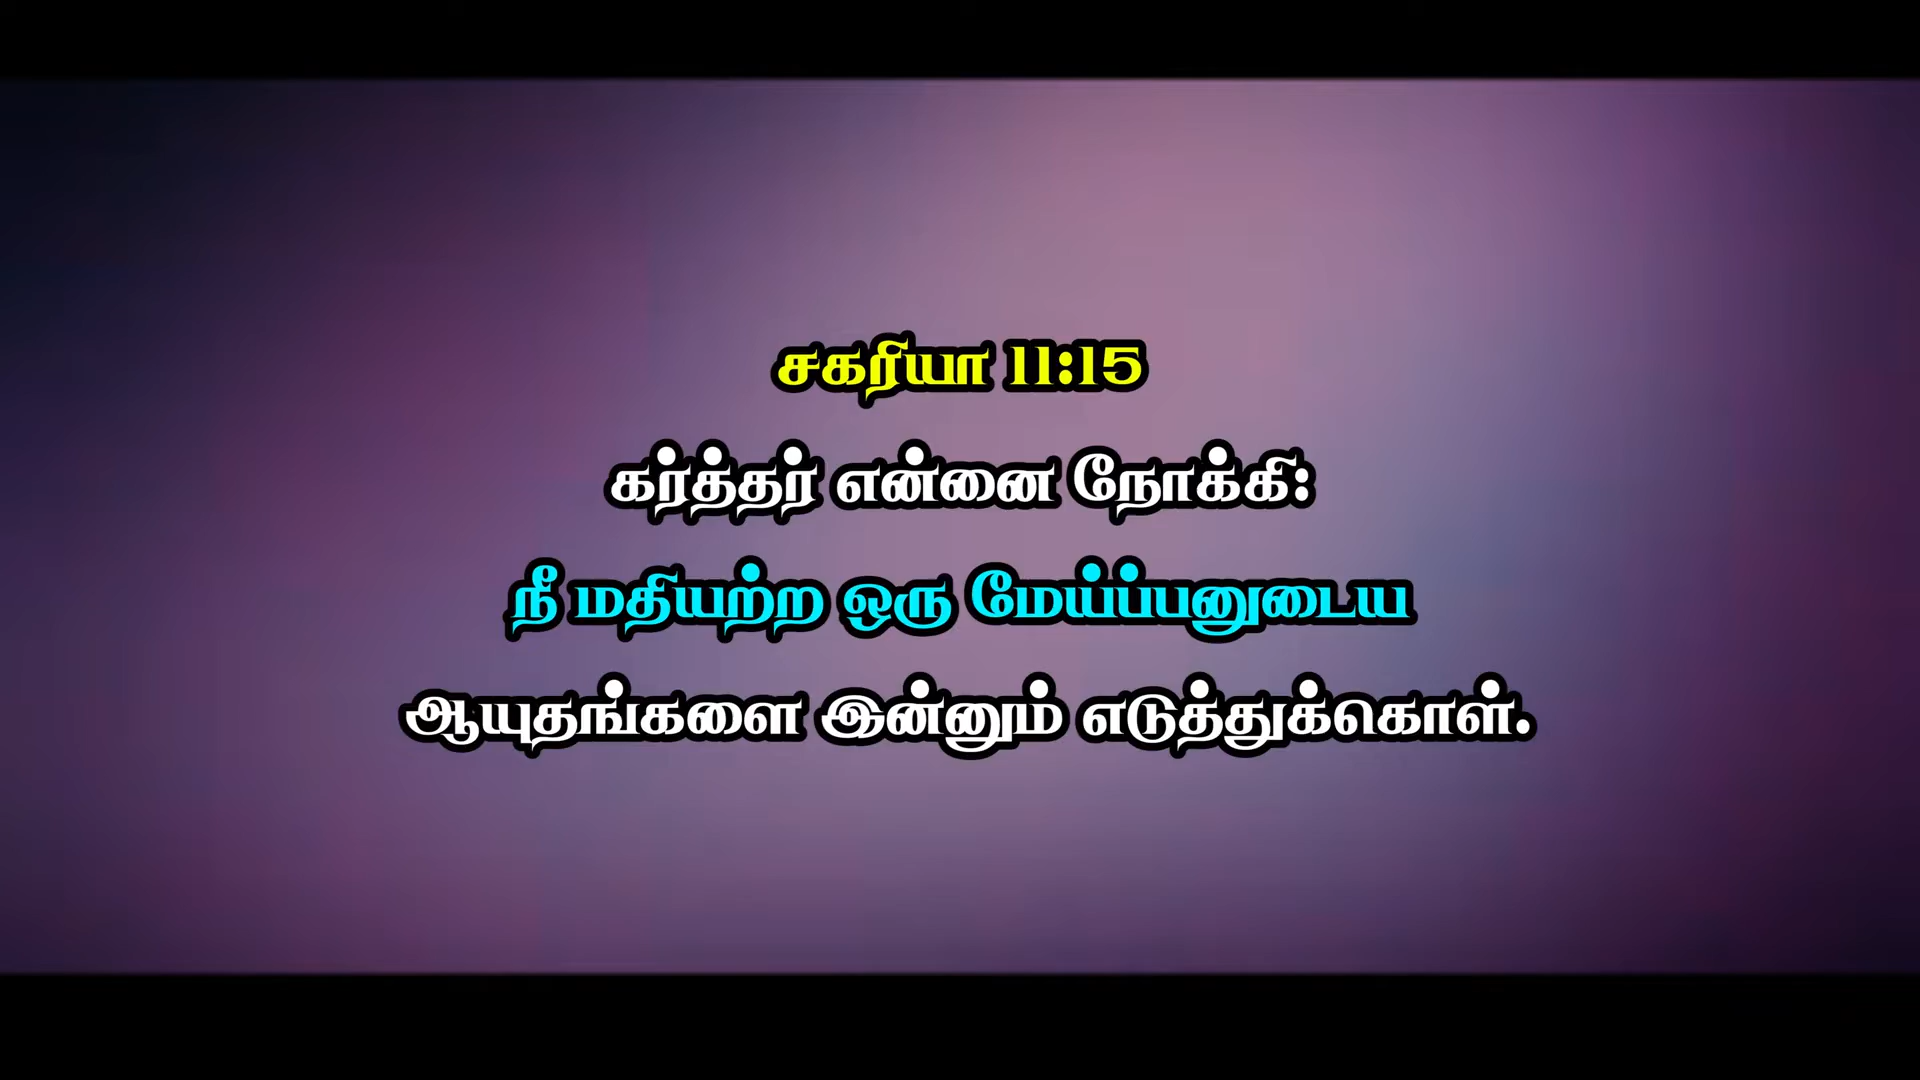 சகரியா 11:15
கர்த்தர் என்னை நோக்கி:
நீ மதியற்ற ஒரு மேய்ப்பனுடைய
ஆயுதங்களை இன்னும் எடுத்துக்கொள்.